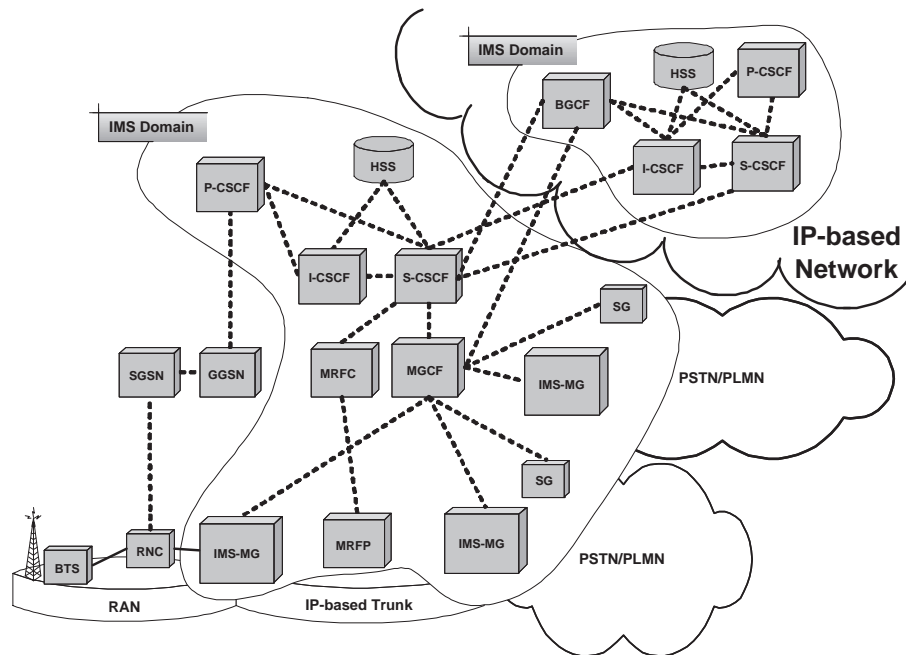 IMS Domain
HSS
P-CSCF
BGCF
I-CSCF
S-CSCF
IMS Domain
HSS
P-CSCF
I-CSCF
S-CSCF
IP-based
Network
SG
SGSN
GGSN
MRFC
MGCF
IMS-MG
PSTN/PLMN
SG
BTS
RNC
IMS-MG
MRFP
IMS-MG
PSTN/PLMN
RAN
IP-based Trunk